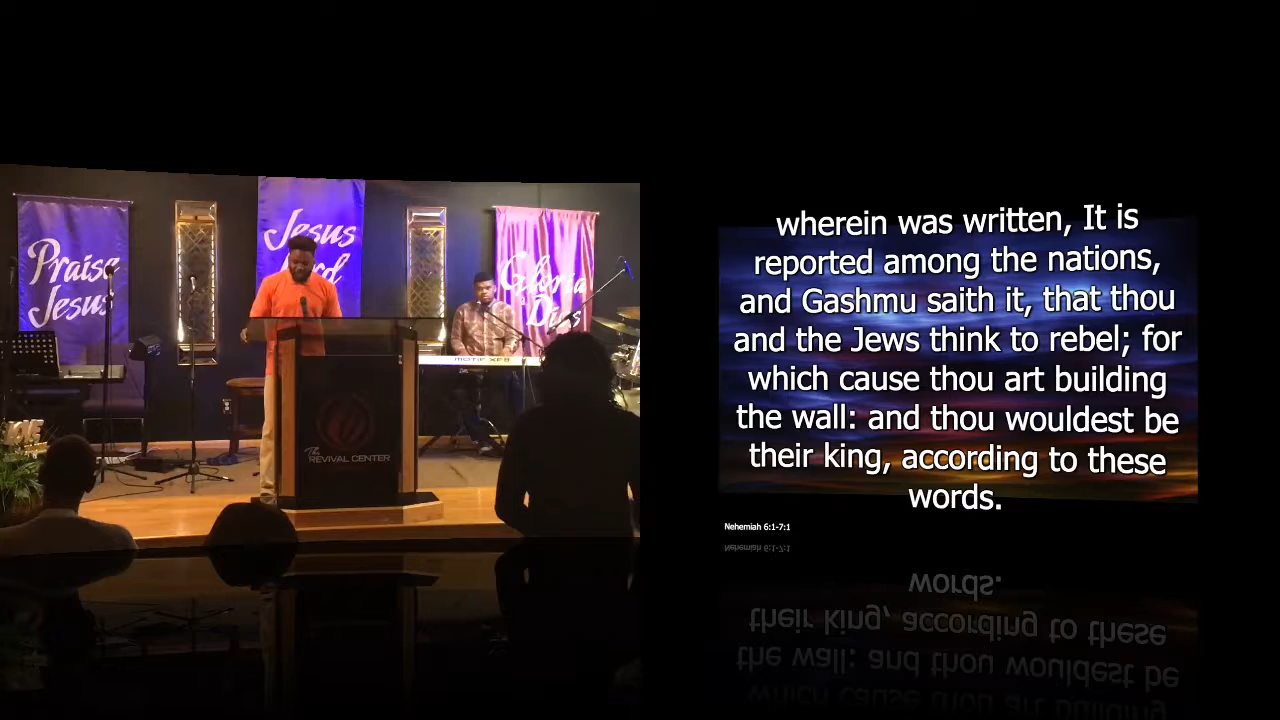 Praise
Jesus
Jesus
Gloria
Dios
MOTIF XF8
The
REVIVAL CENTER
wherein was written, It is
reported among the nations,
and Gashmu saith it, that thou
and the Jews think to rebel; for
which cause thou art building
the wall: and thou wouldest be
their king, according to these
words.
Nehemiah 6:1-7:1